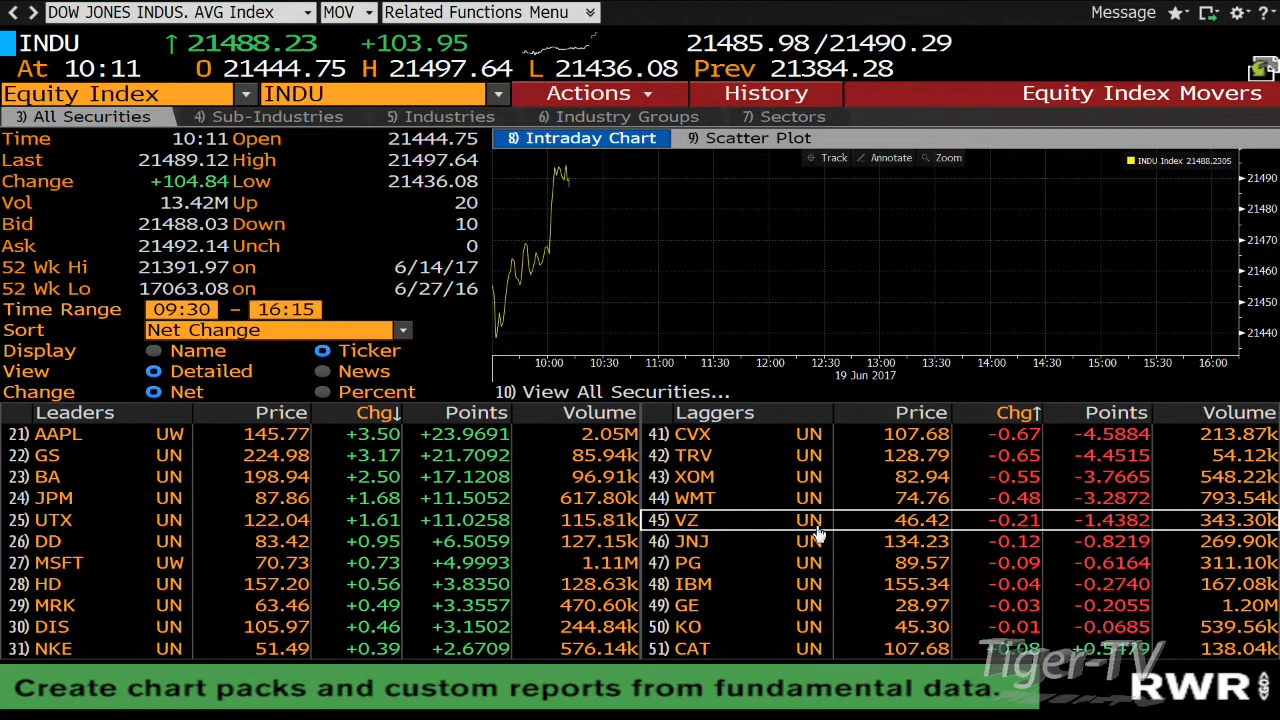 DOW JONES INDUS. AVG Index MOV Related Functions Menu Message
INDU ↑ 21488.23 +103.95 21485.98/21490.29
At 10:11 O 21444.75 H 21497.64 L 21436.08 Prev 21384.28
Equity Index INDU Actions History Equity Index Movers
3) All Securities 4) Sub-Industries 5) Industries 6) Industry Groups 7) Sectors
Time 10:11 Open 21444.75
Last 21489.12 High 21497.64
Change +104.84 Low 21436.08
Vol 13.42M Up 20
Bid 21488.03 Down 10
Ask 21492.14 Unch 0
52 Wk Hi 21391.97 on 6/14/17
52 Wk Lo 17063.08 on 6/27/16
Time Range 09:30 - 16:15
Sort Net Change
Display Name Ticker
View Detailed News
Change Net Percent
8) Intraday Chart 9) Scatter Plot
Track Annotate Zoom INDU Index 21488.2305
21490
21480
21470
21460
21450
21440
10:00 10:30 11:00 11:30 12:00 12:30 13:00 13:30 14:00 14:30 15:00 15:30 16:00
19 Jun 2017
10) View All Securities...
Leaders Price Chg↓ Points Volume Laggers Price Chg↑ Points Volume
21) AAPL UW 145.77 +3.50 +23.9691 2.05M 41) CVX UN 107.68 -0.67 -4.5884 213.87k
22) GS UN 224.98 +3.17 +21.7092 85.94k 42) TRV UN 128.79 -0.65 -4.4515 54.12k
23) BA UN 198.94 +2.50 +17.1208 96.91k 43) XOM UN 82.94 -0.55 -3.7666 548.22k
24) JPM UN 87.86 +1.68 +11.5052 617.80k 44) WMT UN 74.76 -0.48 -3.2872 793.54k
25) UTX UN 122.04 +1.61 +11.0258 115.81k 45) VZ UN 46.42 -0.21 -1.4382 343.30k
26) DD UN 83.42 +0.95 +6.5059 127.15k 46) JNJ UN 134.23 -0.12 -0.8219 269.90k
27) MSFT UW 70.73 +0.73 +4.9993 1.11M 47) PG UN 89.57 -0.09 -0.6164 311.10k
28) HD UN 157.20 +0.56 +3.8350 128.63k 48) IBM UN 155.34 -0.04 -0.2740 167.08k
29) MRK UN 63.46 +0.49 +3.3557 470.60k 49) GE UN 28.97 -0.03 -0.2055 1.20M
30) DIS UN 105.97 +0.46 +3.1502 244.84k 50) KO UN 45.30 -0.01 -0.0685 539.56k
31) NKE UN 51.49 +0.39 +2.6709 576.14k 51) CAT UN 107.68 +0.08 +0.5479 138.04k
Tiger-TV
Create chart packs and custom reports from fundamental data. RWR